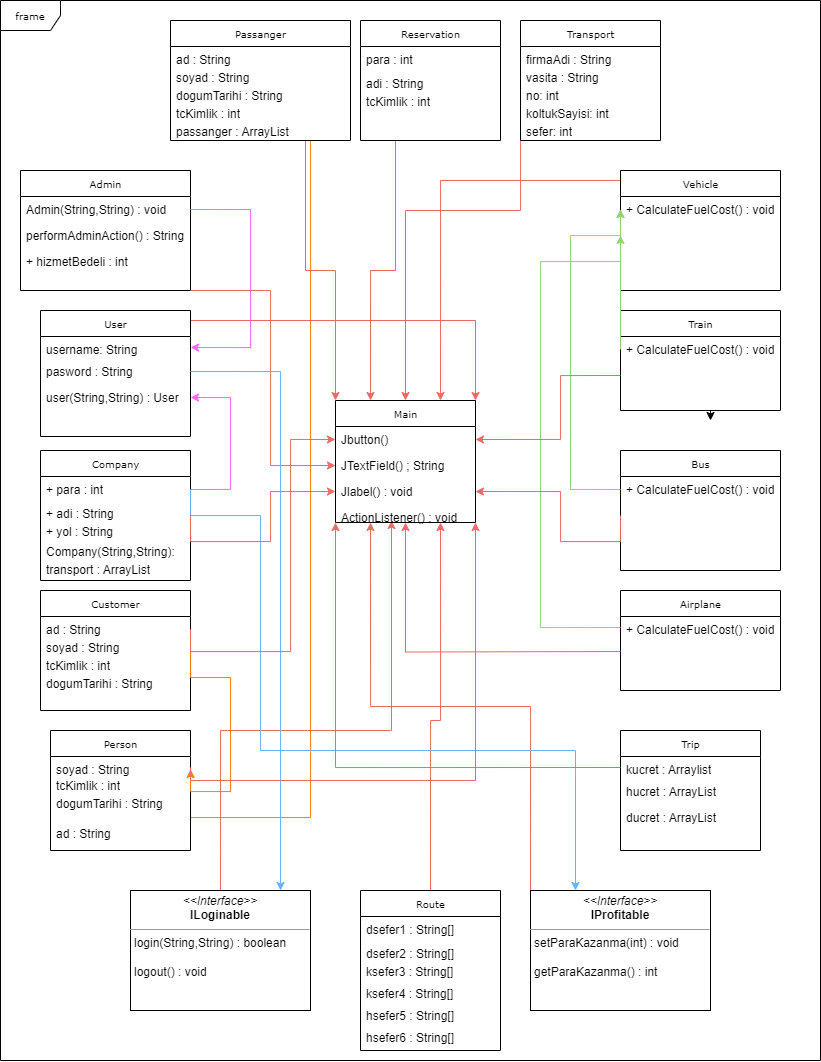 frame
Passanger
ad : String
soyad : String
dogumTarihi : String
tcKimlik : int
passanger : ArrayList
Reservation
para : int
adi : String
tcKimlik : int
Transport
firmaAdi : String
vasita : String
no: int
koltukSayisi: int
sefer: int
Admin
Admin(String,String) : void
performAdminAction() : String
+ hizmetBedeli : int
Vehicle
+ CalculateFuelCost() : void
User
username: String
pasword : String
user(String,String) : User
Train
+ CalculateFuelCost() : void
Main
Jbutton()
JTextField() ; String
Jlabel() : void
ActionListener() : void
Company
+ para : int
+ adi : String
+ yol : String
Company(String,String):
transport : ArrayList
Bus
+ CalculateFuelCost() : void
Customer
ad : String
soyad : String
tcKimlik : int
dogumTarihi : String
Airplane
+ CalculateFuelCost() : void
Person
soyad : String
tcKimlik : int
dogumTarihi : String
ad : String
Trip
kucret : Arraylist
hucret : ArrayList
ducret : ArrayList
<<Interface>>
ILoginable
login(String,String) : boolean
logout() : void
Route
dsefer1 : String[]
dsefer2 : String[]
ksefer3 : String[]
ksefer4 : String[]
hsefer5 : String[]
hsefer6 : String[]
<<Interface>>
IProfitable
setParaKazanma(int) : void
getParaKazanma() : int